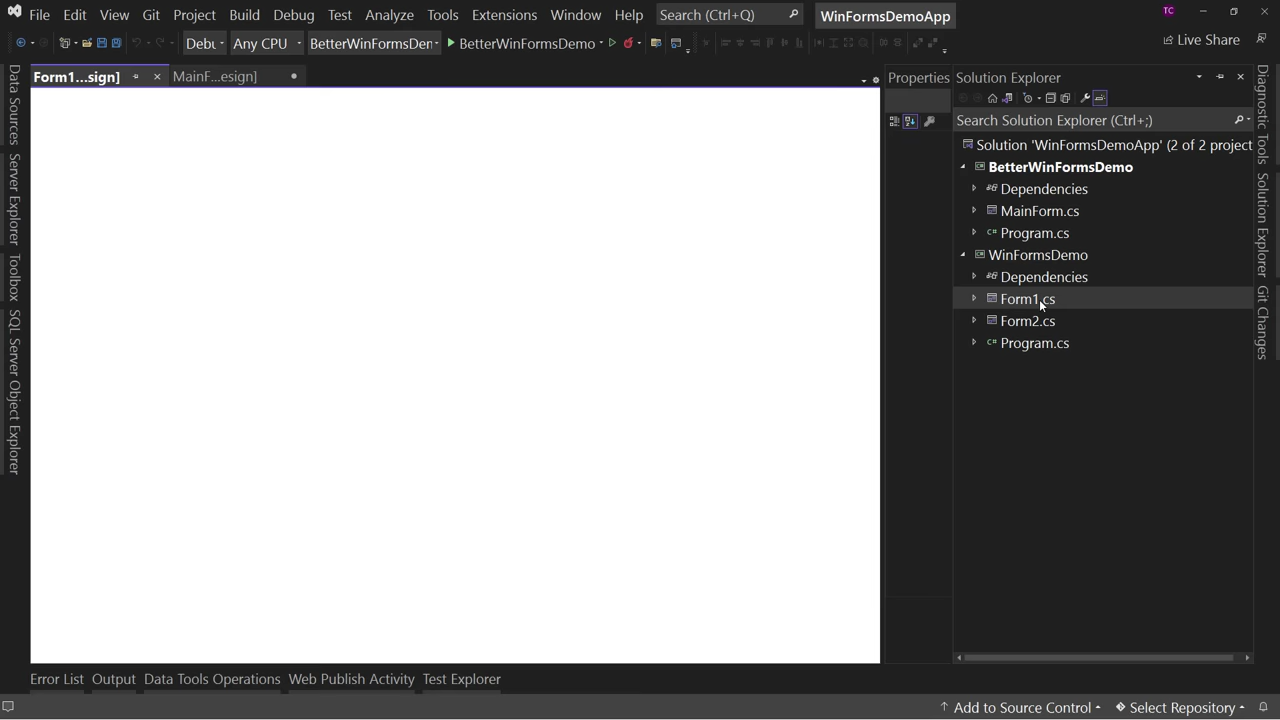 File Edit View Git Project Build Debug Test Analyze Tools Extensions Window Help Search (Ctrl+Q) WinFormsDemoApp TC
Debu Any CPU BetterWinFormsDem BetterWinFormsDemo Live Share
Form1...sign] MainF...esign]
Properties
Solution Explorer
Search Solution Explorer (Ctrl+;)
Solution 'WinFormsDemoApp' (2 of 2 project
BetterWinFormsDemo
Dependencies
MainForm.cs
C# Program.cs
WinFormsDemo
Dependencies
Form1.cs
Form2.cs
C# Program.cs
Data Sources
Server Explorer
Toolbox
SQL Server Object Explorer
Diagnostic Tools
Solution Explorer
Git Changes
Error List Output Data Tools Operations Web Publish Activity Test Explorer
Add to Source Control Select Repository